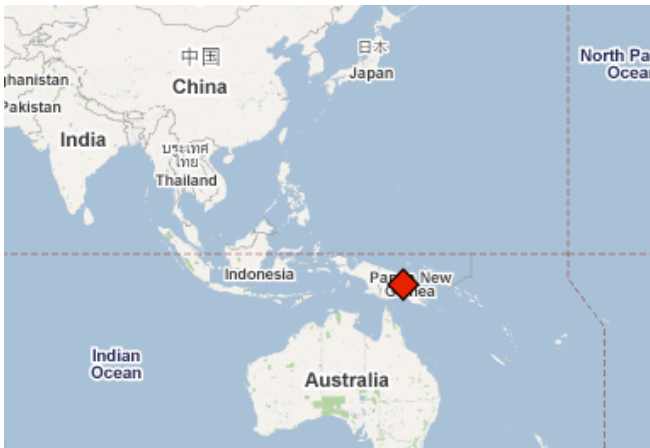 中国
China
日本
Japan
North Pa
Ocean
ghanistan
Pakistan
India
ประเทศ
ไทย
Thailand
Indonesia
Papua New
Guinea
Indian
Ocean
Australia